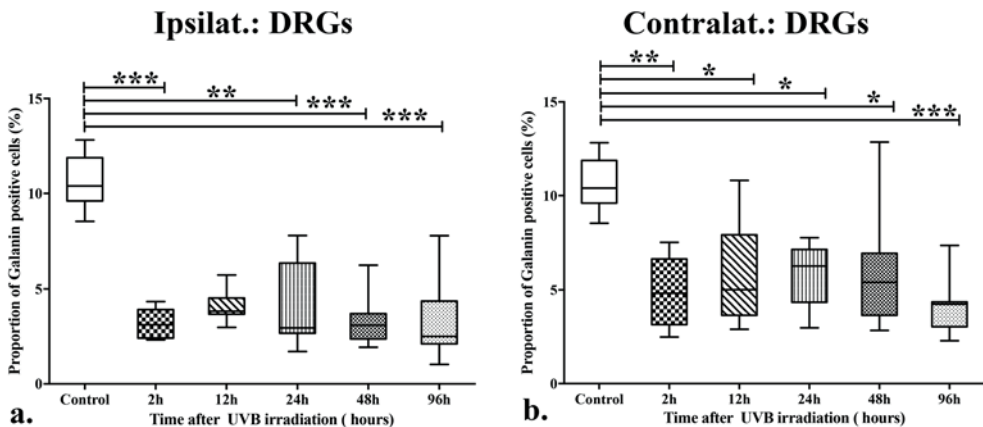 Ipsilat.: DRGs
***
**
***
***
Proportion of Galanin positive cells (%)
15
10
5
0
Control 2h 12h 24h 48h 96h
Time after UVB irradiation ( hours)
a.
Contralat.: DRGs
**
*
*
*
***
Proportion of Galanin positive cells (%)
15
10
5
0
Control 2h 12h 24h 48h 96h
Time after UVB irradiation ( hours)
b.